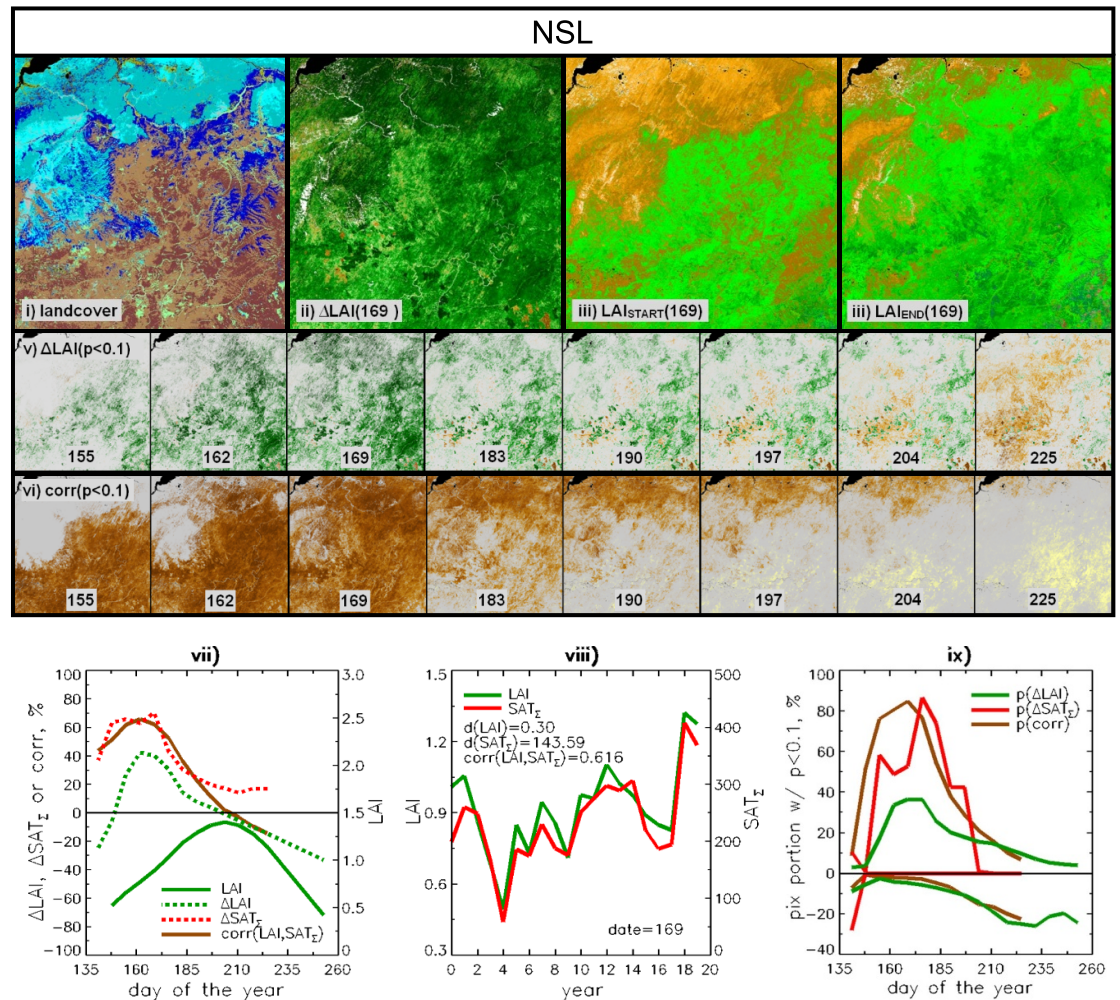 NSL
i) landcover
ii) ΔLAI(169 )
iii) LAISTART(169)
iii) LAIEND(169)
v) ΔLAI(p<0.1)
155
162
169
183
190
197
204
225
vi) corr(p<0.1)
155
162
169
183
190
197
204
225
vii)
ΔLAI, ΔSATΣ or corr, %
100
80
60
40
20
0
−20
−40
−60
−80
−100
3.0
2.5
2.0
1.5
1.0
0.5
0.0
LAI
LAI
ΔLAI
ΔSATΣ
corr(LAI,SATΣ)
135 160 185 210 235 260
day of the year
viii)
LAI
1.5
1.2
0.9
0.6
0.3
500
400
300
200
100
0
SATΣ
LAI
SATΣ
d(LAI)=0.30
d(SATΣ)=143.59
corr(LAI,SATΣ)=0.616
date=169
0 2 4 6 8 10 12 14 16 18 20
year
ix)
pix portion w/ p<0.1, %
100
80
60
40
20
0
−20
−40
p(ΔLAI)
p(ΔSATΣ)
p(corr)
135 160 185 210 235 260
day of the year